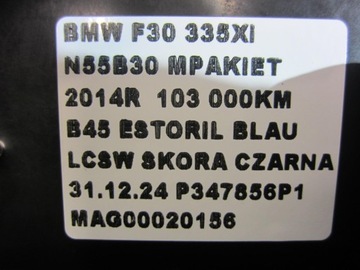 BMW F30 335XI
N55B30 MPAKIET
2014R 103 000KM
B45 ESTORIL BLAU
LCSW SKORA CZARNA
31.12.24 P347856P1
MAG00020156